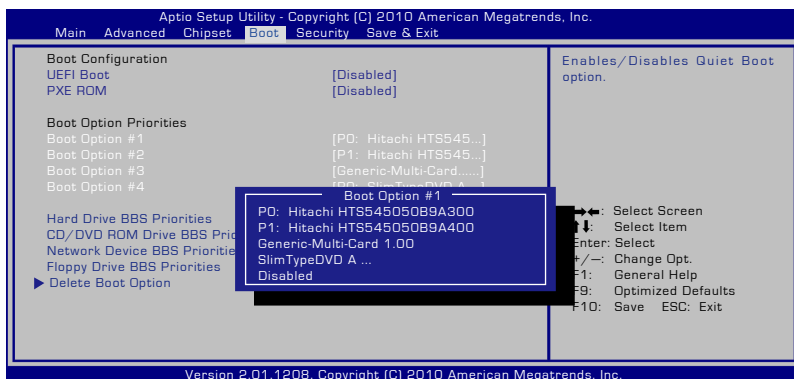 Aptio Setup Utility - Copyright (C) 2010 American Megatrends, Inc.
Main Advanced Chipset Boot Security Save & Exit
Boot Configuration
UEFI Boot [Disabled]
PXE ROM [Disabled]
Boot Option Priorities
Boot Option #1 [P0: Hitachi HTS545...]
Boot Option #2 [P1: Hitachi HTS545...]
Boot Option #3 [Generic-Multi-Card......]
Boot Option #4 [P0: SlimTypeDVD A...]
Hard Drive BBS Priorities
CD/DVD ROM Drive BBS Prio
Network Device BBS Prioritie
Floppy Drive BBS Priorities
Delete Boot Option
Boot Option #1
P0: Hitachi HTS545050B9A300
P1: Hitachi HTS545050B9A400
Generic-Multi-Card 1.00
SlimTypeDVD A ...
Disabled
Enables/Disables Quiet Boot
option.
→←: Select Screen
↑↓: Select Item
Enter: Select
+/—: Change Opt.
F1: General Help
F9: Optimized Defaults
F10: Save ESC: Exit
Version 2.01.1208. Copyright (C) 2010 American Megatrends, Inc.